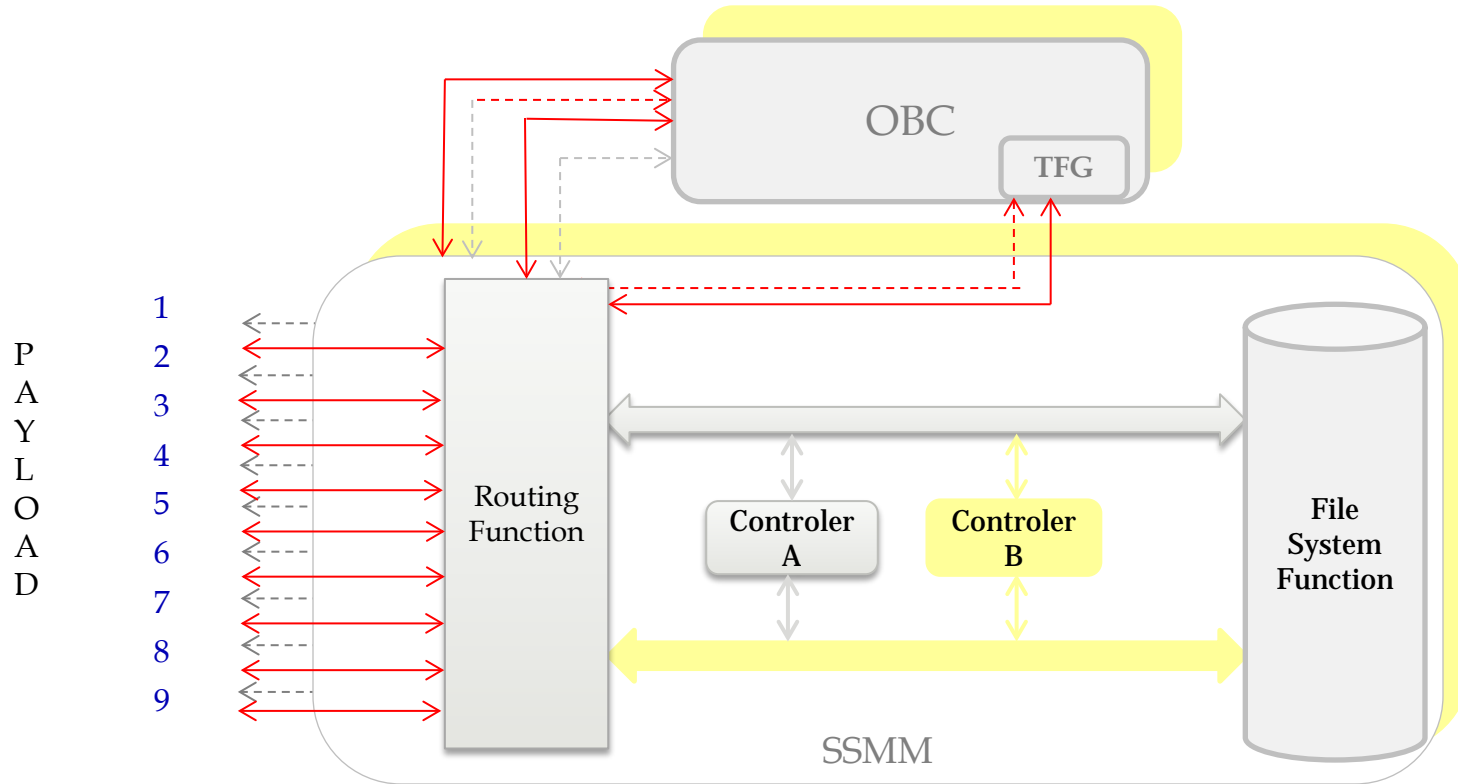 OBC
TFG
P
A
Y
L
O
A
D
1
2
3
4
5
6
7
8
9
Routing
Function
Controler
A
Controler
B
File
System
Function
SSMM